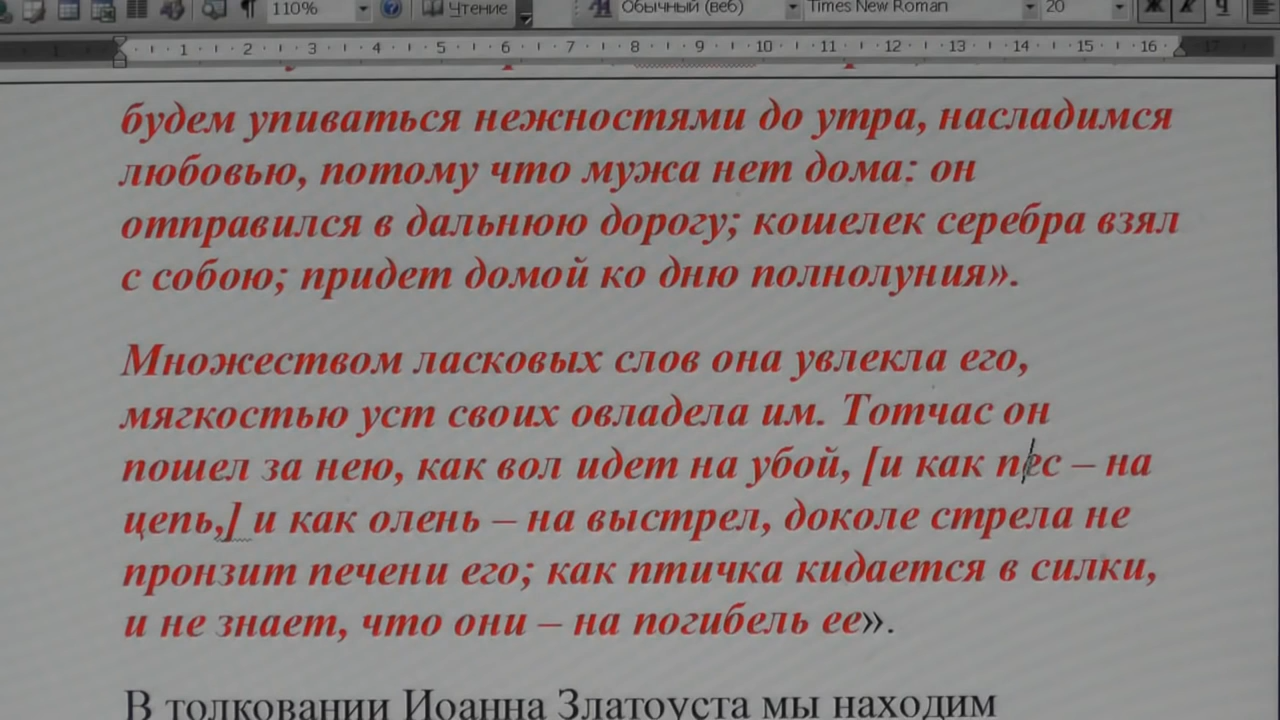 110%
Чтение
Обычный (веб)
Times New Roman
20
Ж К Ч
1 1 2 3 4 5 6 7 8 9 10 11 12 13 14 15 16 17
будем упиваться нежностями до утра, насладимся
любовью, потому что мужа нет дома: он
отправился в дальнюю дорогу; кошелек серебра взял
с собою; придет домой ко дню полнолуния».
Множеством ласковых слов она увлекла его,
мягкостью уст своих овладела им. Тотчас он
пошел за нею, как вол идет на убой, [и как пес – на
цепь,] и как олень – на выстрел, доколе стрела не
пронзит печени его; как птичка кидается в силки,
и не знает, что они – на погибель ее».
В толковании Иоанна Златоуста мы находим